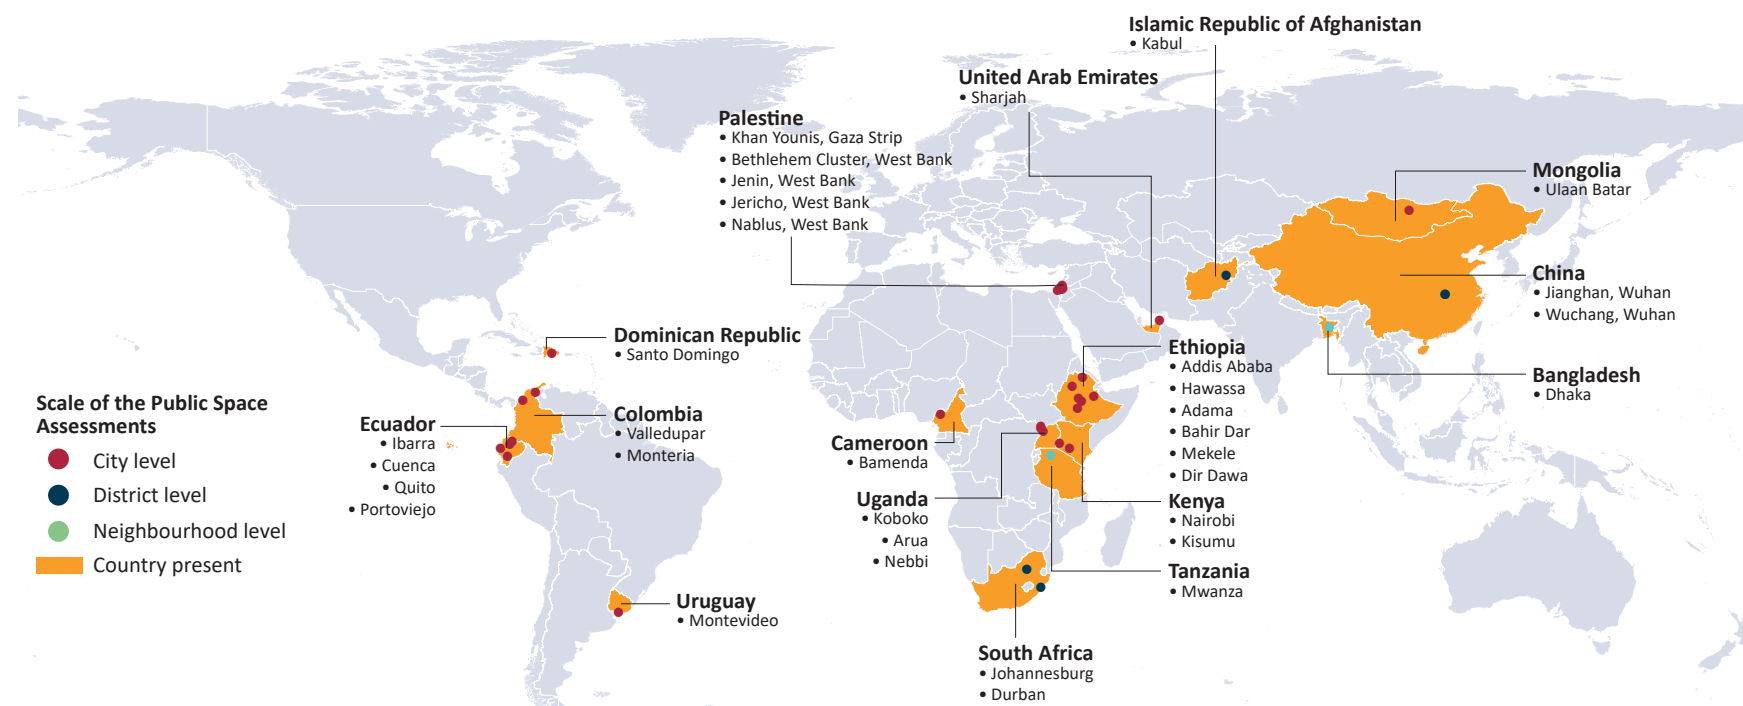 Islamic Republic of Afghanistan
• Kabul
United Arab Emirates
• Sharjah
Palestine
• Khan Younis, Gaza Strip
• Bethlehem Cluster, West Bank
• Jenin, West Bank
• Jericho, West Bank
• Nablus, West Bank
Mongolia
• Ulaan Batar
China
• Jianghan, Wuhan
• Wuchang, Wuhan
Bangladesh
• Dhaka
Dominican Republic
• Santo Domingo
Colombia
• Valledupar
• Monteria
Ecuador
• Ibarra
• Cuenca
• Quito
• Portoviejo
Uruguay
• Montevideo
Cameroon
• Bamenda
Uganda
• Koboko
• Arua
• Nebbi
Ethiopia
• Addis Ababa
• Hawassa
• Adama
• Bahir Dar
• Mekele
• Dir Dawa
Kenya
• Nairobi
• Kisumu
Tanzania
• Mwanza
South Africa
• Johannesburg
• Durban
Scale of the Public Space
Assessments
City level
District level
Neighbourhood level
Country present